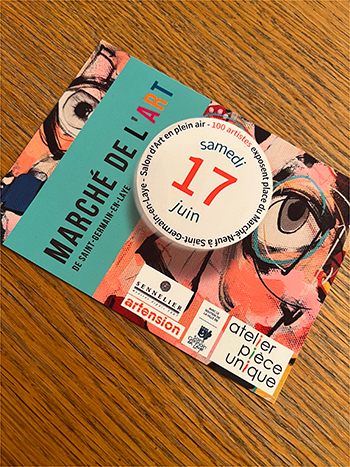 MARCHÉ DE L'ART
DE SAINT-GERMAIN-EN-LAYE
Salon d'Art en plein air - 100 artistes exposent place du Marché-Neuf à Saint-Germain-en-Laye -
samedi
17
juin
SENNELIER
artension
atelier
pièce
unique